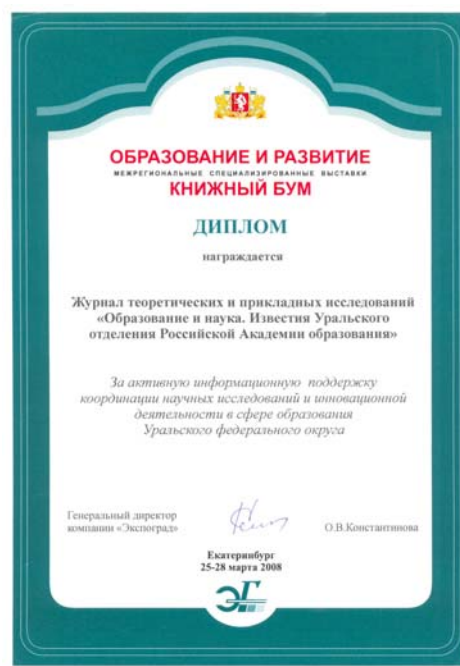 ОБРАЗОВАНИЕ И РАЗВИТИЕ
МЕЖРЕГИОНАЛЬНЫЕ СПЕЦИАЛИЗИРОВАННЫЕ ВЫСТАВКИ
КНИЖНЫЙ БУМ
ДИПЛОМ
награждается
Журнал теоретических и прикладных исследований
«Образование и наука. Известия Уральского
отделения Российской Академии образования»
За активную информационную поддержку
координации научных исследований и инновационной
деятельности в сфере образования
Уральского федерального округа
Генеральный директор
компании «Экспоград»
О.В.Константинова
Екатеринбург
25-28 марта 2008
ЭГ